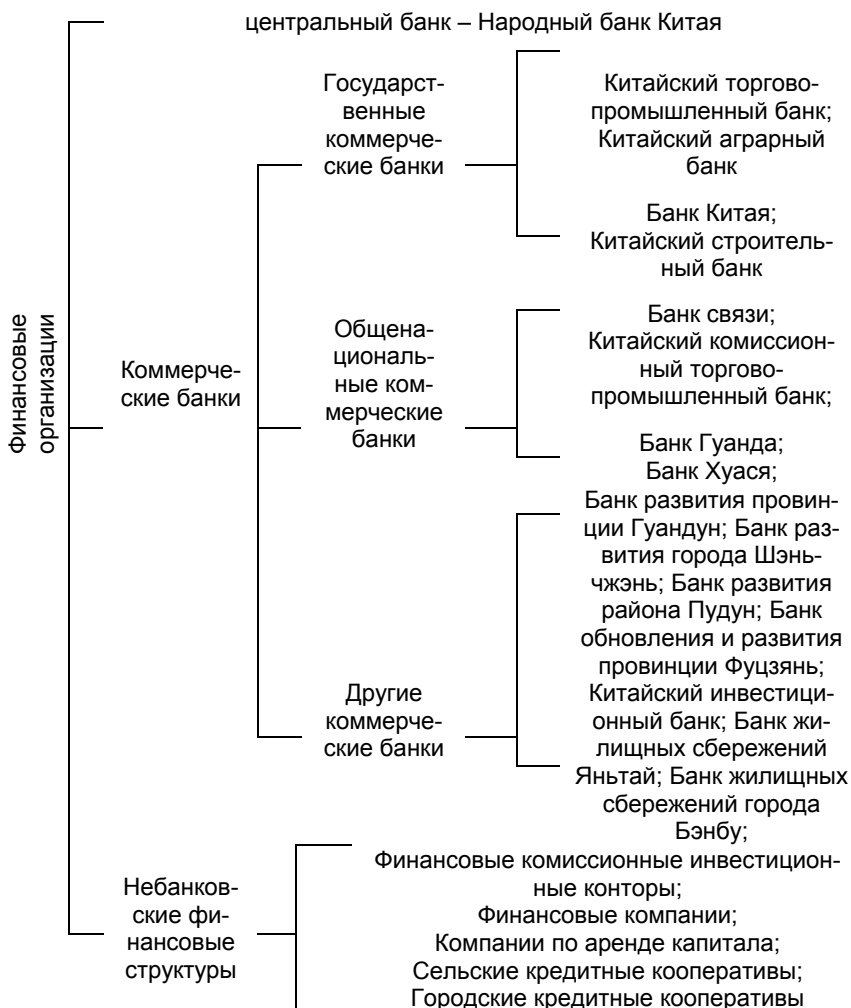 центральный банк – Народный банк Китая
Финансовые
организации
Коммерче-
ские банки
Государст-
венные
коммерче-
ские банки
Китайский торгово-
промышленный банк;
Китайский аграрный
банк
Банк Китая;
Китайский строитель-
ный банк
Общена-
циональ-
ные ком-
мерческие
банки
Банк связи;
Китайский комиссион-
ный торгово-
промышленный банк;
Банк Гуанда;
Банк Хуася;
Другие
коммерче-
ские банки
Банк развития провин-
ции Гуандун; Банк раз-
вития города Шэнь-
чжэнь; Банк развития
района Пудун; Банк
обновления и развития
провинции Фуцзянь;
Китайский инвестици-
онный банк; Банк жи-
лищных сбережений
Яньтай; Банк жилищных
сбережений города
Бэнбу;
Небанков-
ские фи-
нансовые
структуры
Финансовые комиссионные инвестицион-
ные конторы;
Финансовые компании;
Компании по аренде капитала;
Сельские кредитные кооперативы;
Городские кредитные кооперативы